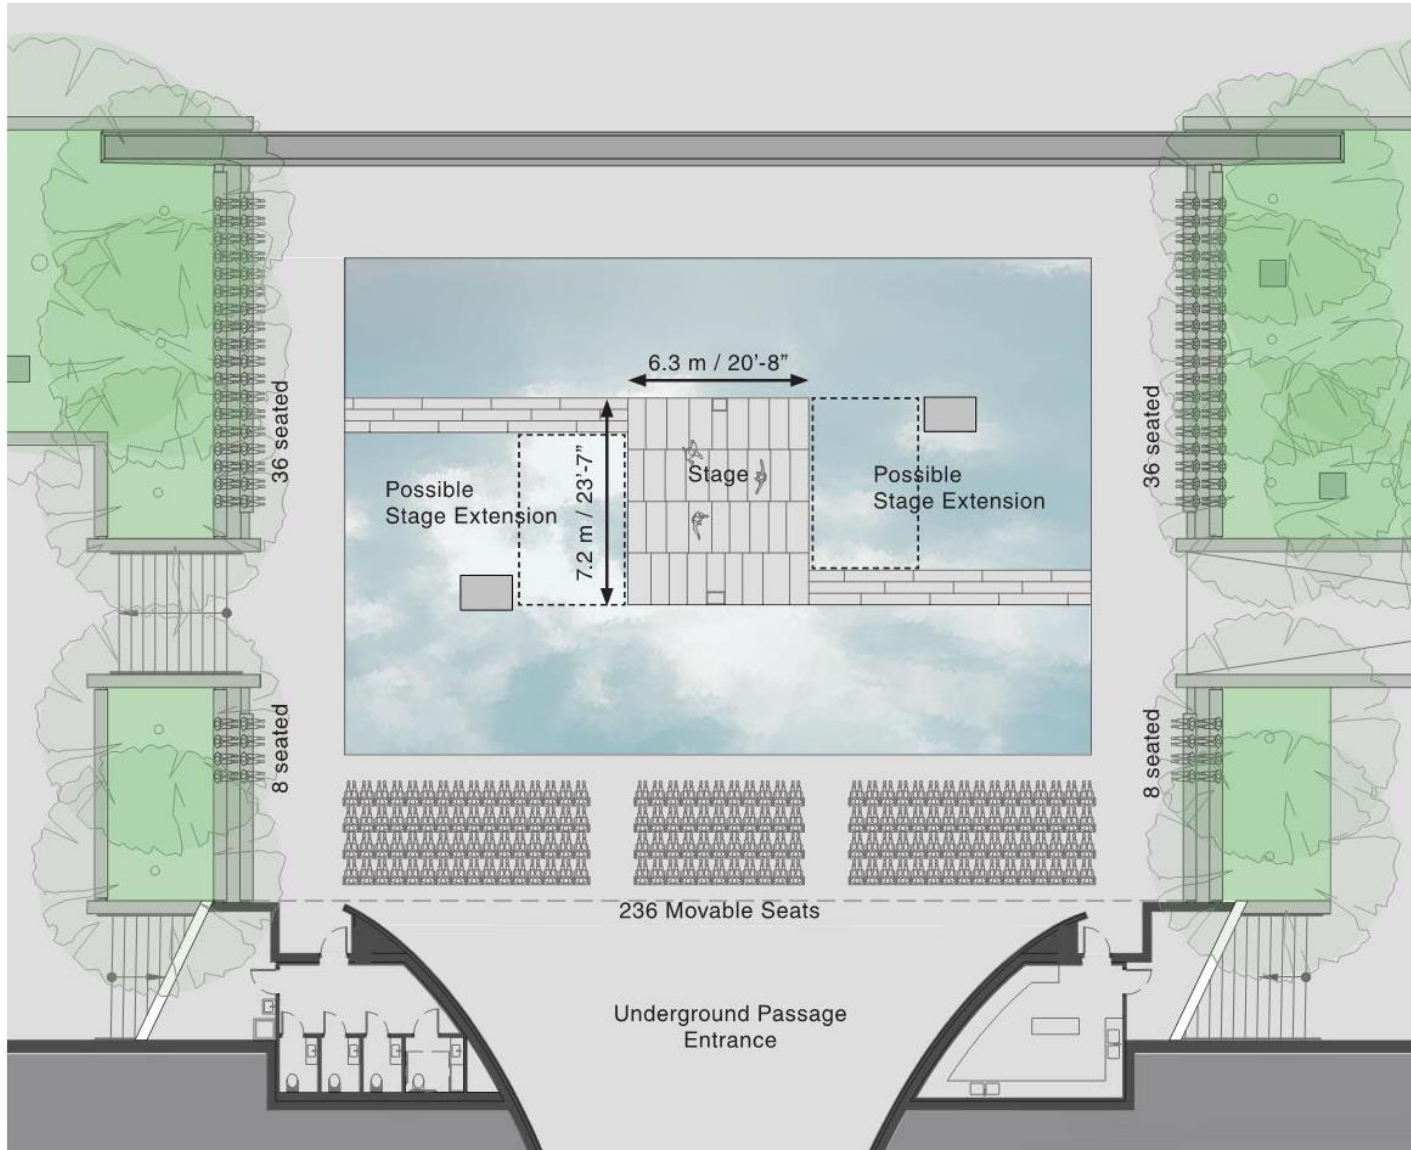 6.3 m / 20’-8”
7.2 m / 23’-7”
Stage
Possible
Stage Extension
Possible
Stage Extension
36 seated
36 seated
8 seated
8 seated
236 Movable Seats
Underground Passage
Entrance